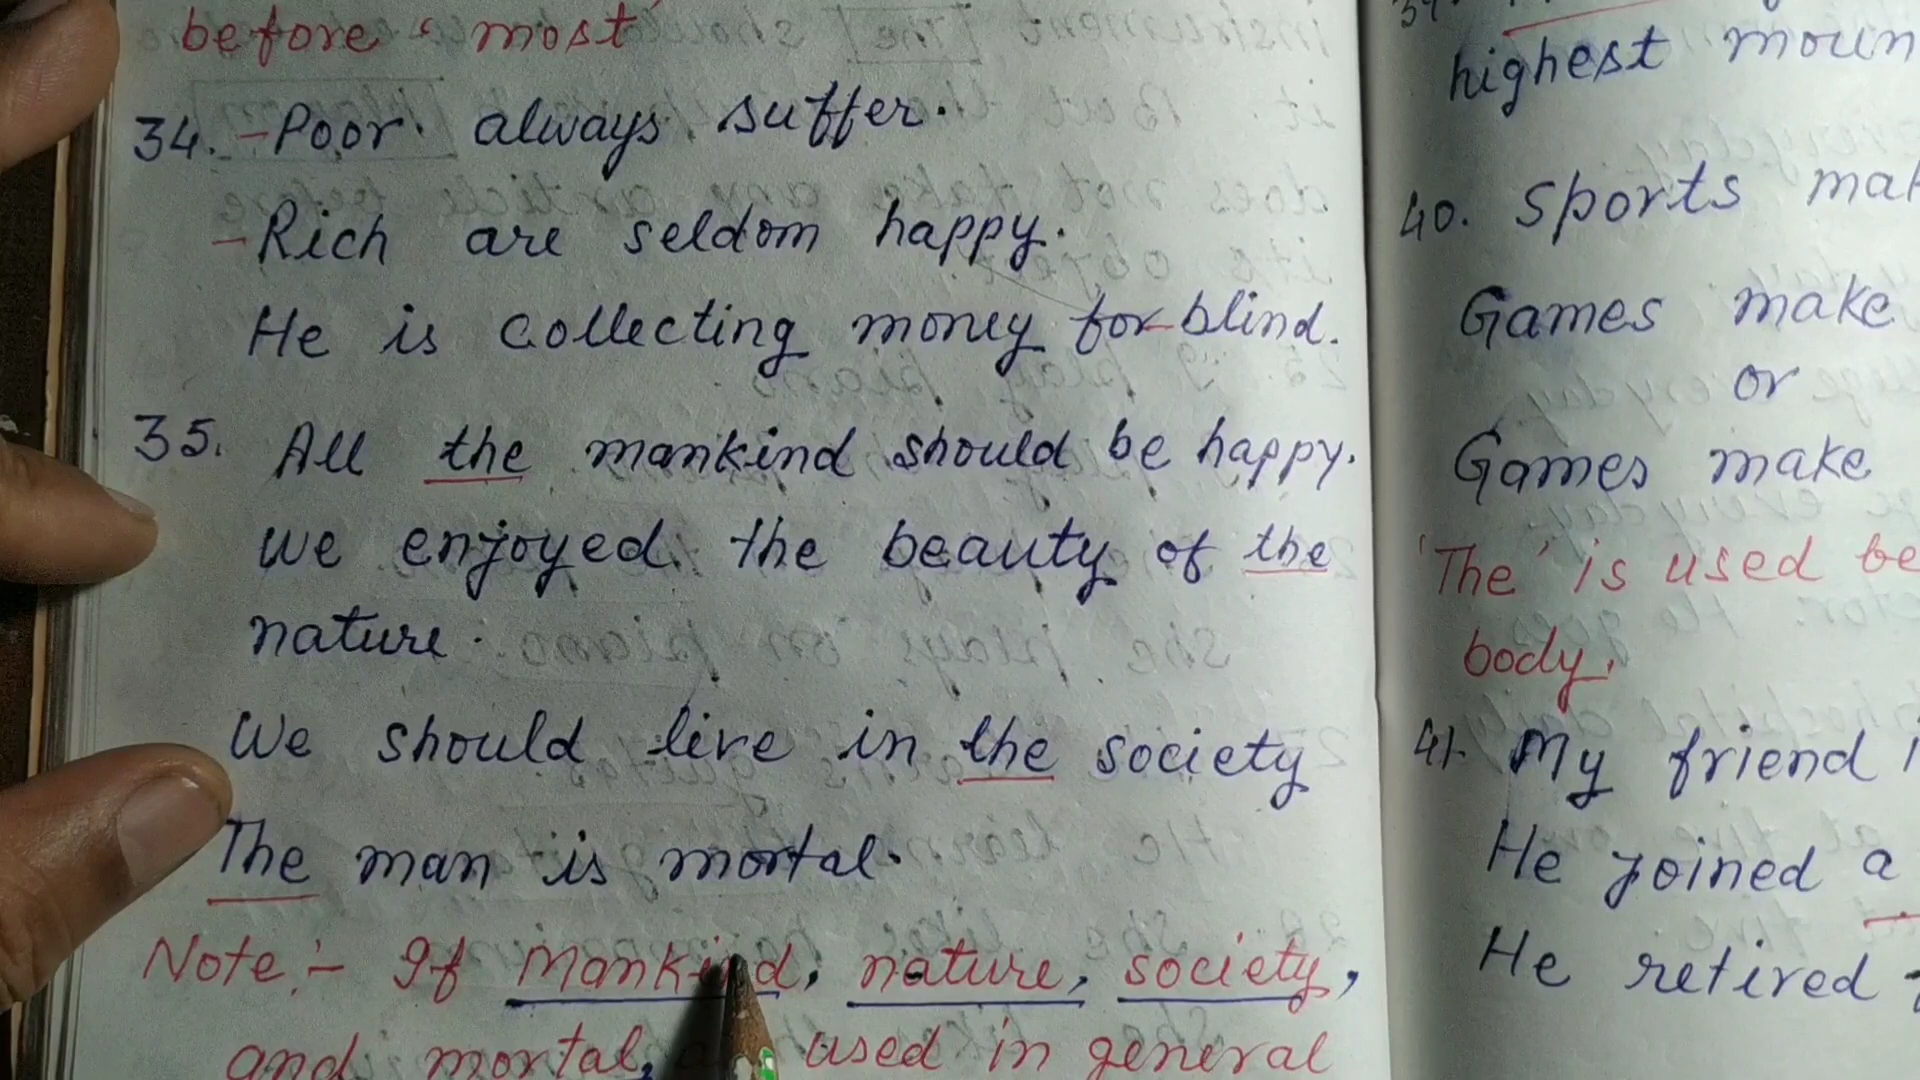 before ' most '
34. - Poor always suffer.
- Rich are seldom happy.
He is collecting money for blind.
35. All the mankind should be happy.
we enjoyed the beauty of the
nature.
We should live in the society
The man is mortal.
Note :- If Mankind, nature, society,
and mortal, used in general
highest moun
40. Sports mak
Games make
or
Games make
'The' is used be
body.
41. My friend i
He joined a
He retired